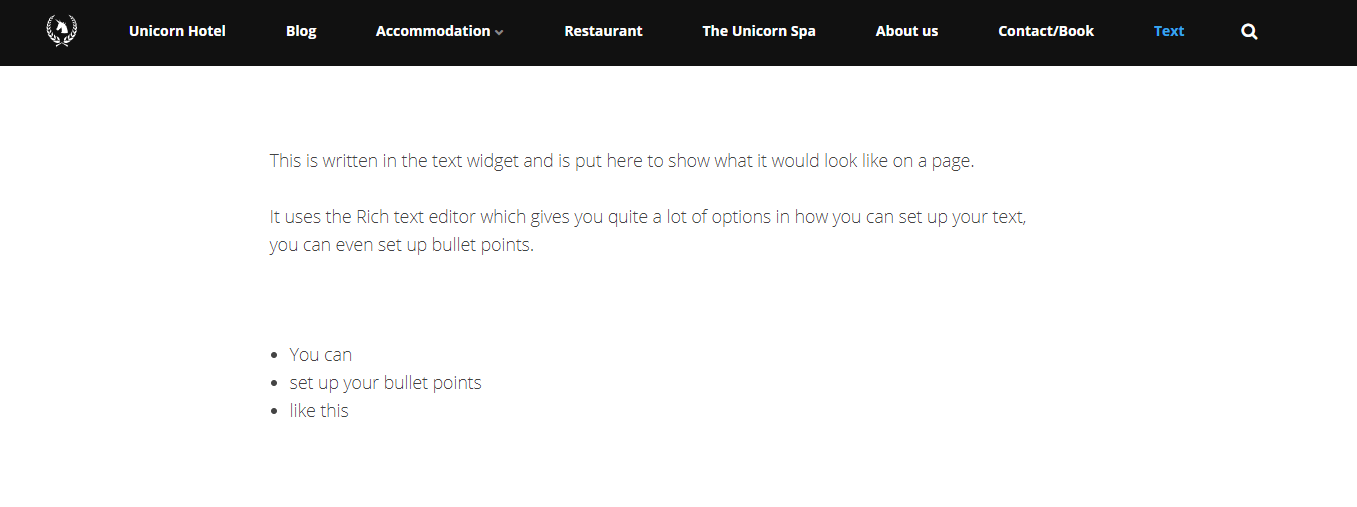 Unicorn Hotel Blog Accommodation Restaurant The Unicorn Spa About us Contact/Book Text
This is written in the text widget and is put here to show what it would look like on a page.
It uses the Rich text editor which gives you quite a lot of options in how you can set up your text,
you can even set up bullet points.
• You can
• set up your bullet points
• like this